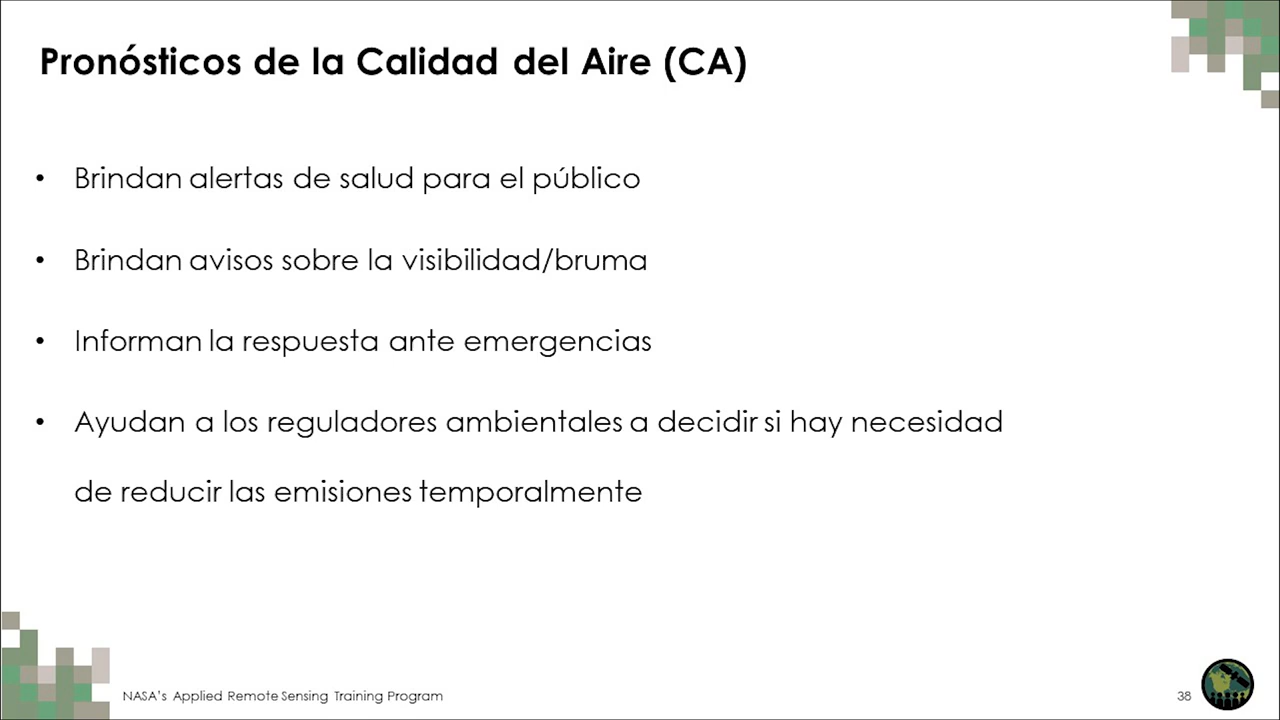 Pronósticos de la Calidad del Aire (CA)
• Brindan alertas de salud para el público
• Brindan avisos sobre la visibilidad/bruma
• Informan la respuesta ante emergencias
• Ayudan a los reguladores ambientales a decidir si hay necesidad
de reducir las emisiones temporalmente
NASA's Applied Remote Sensing Training Program
38